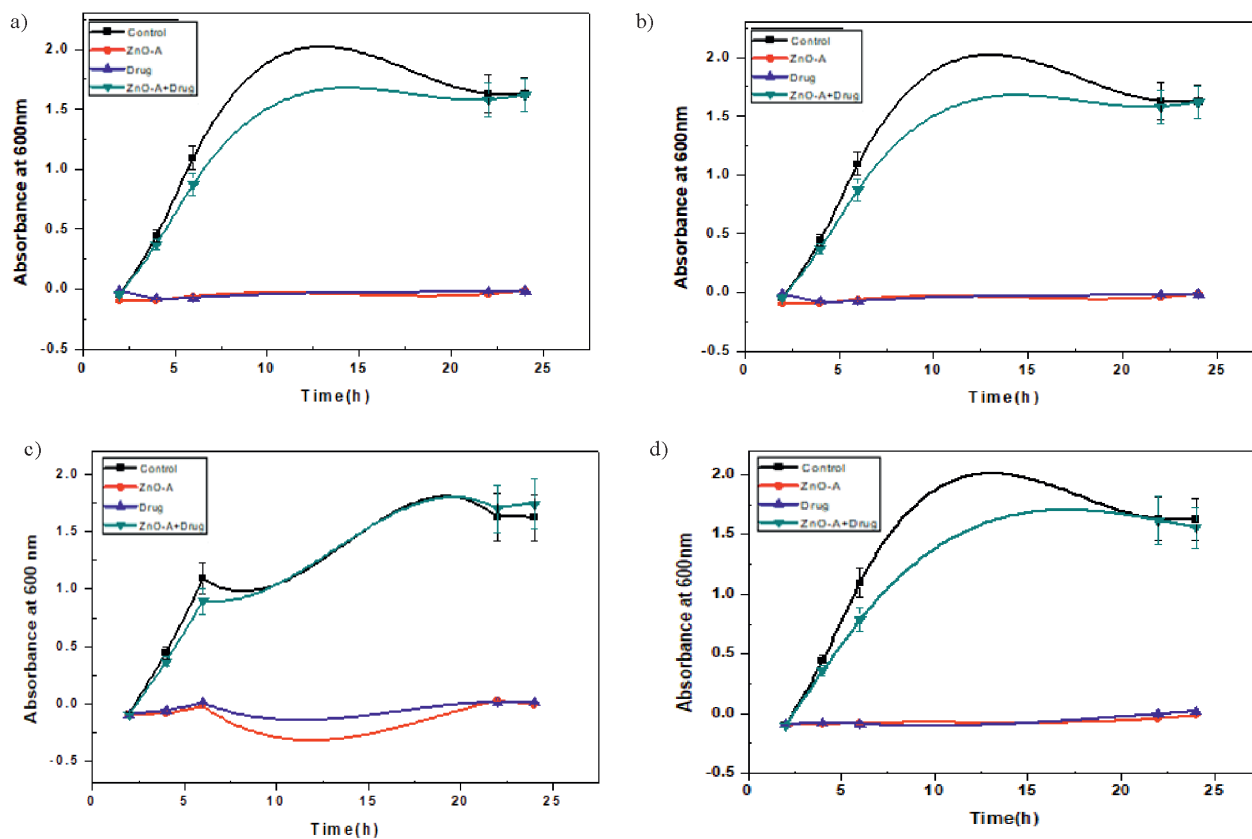 a)
Control
ZnO-A
Drug
ZnO-A+Drug
Absorbance at 600nm
2.0
1.5
1.0
0.5
0.0
-0.5
0 5 10 15 20 25
Time(h)
b)
Control
ZnO-A
Drug
ZnO-A+Drug
Absorbance at 600nm
2.0
1.5
1.0
0.5
0.0
-0.5
0 5 10 15 20 25
Time(h)
c)
Control
ZnO-A
Drug
ZnO-A+Drug
Absorbance at 600 nm
2.0
1.5
1.0
0.5
0.0
-0.5
0 5 10 15 20 25
Time(h)
d)
Control
ZnO-A
Drug
ZnO-A+Drug
Absorbance at 600nm
2.0
1.5
1.0
0.5
0.0
-0.5
0 5 10 15 20 25
Time(h)